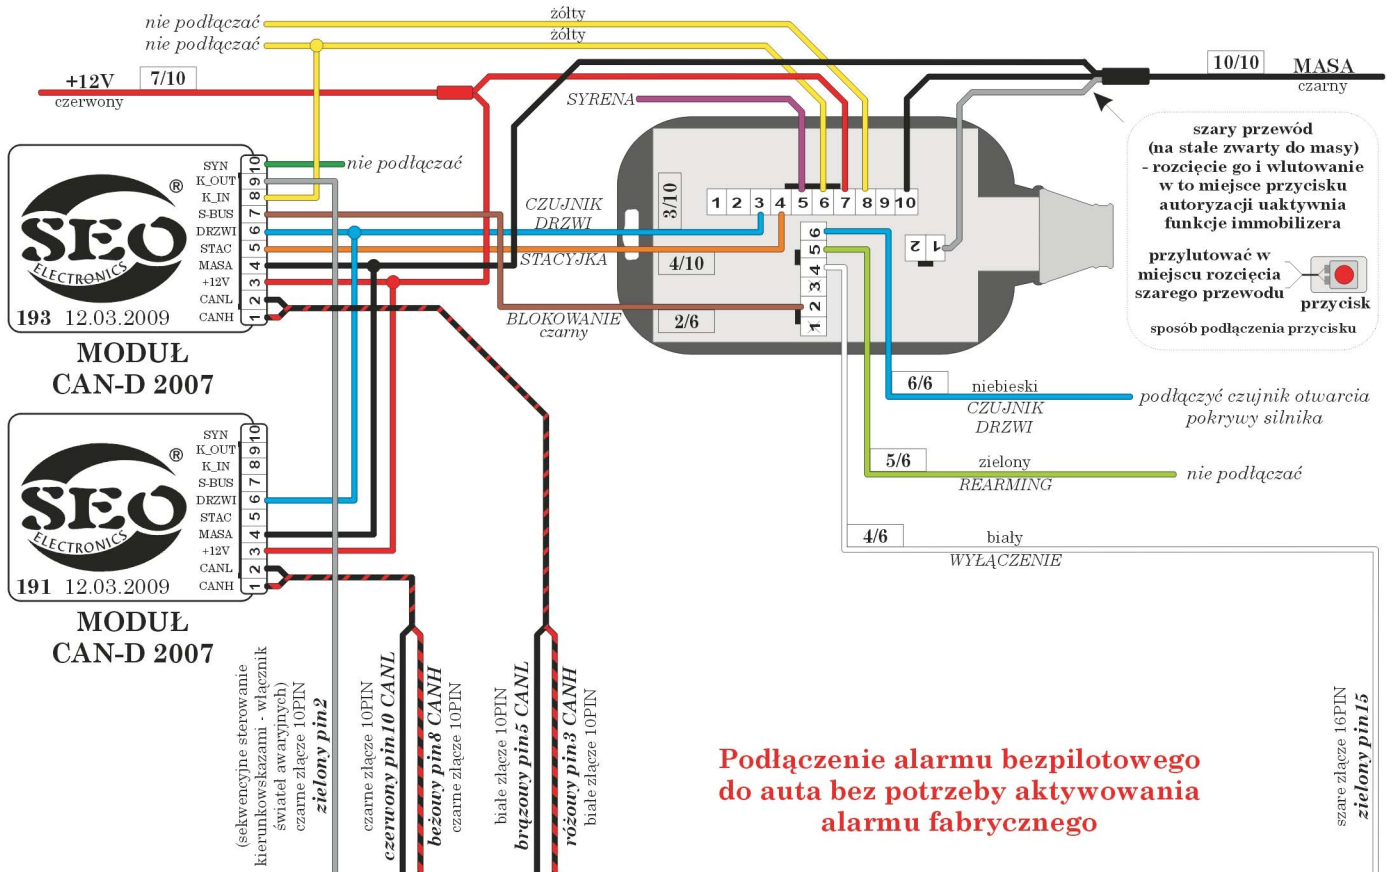 nie podłączać
żółty
nie podłączać
żółty
+12V
czerwony
7/10
10/10
MASA
czarny
SYRENA
szary przewód
(na stałe zwarty do masy)
- rozcięcie go i wlutowanie
w to miejsce przycisku
autoryzacji uaktywnia
funkcje immobilizera
przylutować w
miejscu rozcięcia
szarego przewodu
przycisk
sposób podłączenia przycisku
SEO
ELECTRONICS
®
193 12.03.2009
SYN 10
K_OUT 9
K_IN 8
S-BUS 7
DRZWI 6
STAC 5
MASA 4
+12V 3
CANL 2
CANH 1
nie podłączać
MODUŁ
CAN-D 2007
CZUJNIK
DRZWI
3/10
STACYJKA
4/10
BLOKOWANIE
czarny
2/6
1 2 3 4 5 6 7 8 9 10
6
5
4
3
2
1
2 1
6/6
niebieski
CZUJNIK
DRZWI
podłączyć czujnik otwarcia
pokrywy silnika
5/6
zielony
REARMING
nie podłączać
4/6
biały
WYŁĄCZENIE
SEO
ELECTRONICS
®
191 12.03.2009
SYN 10
K_OUT 9
K_IN 8
S-BUS 7
DRZWI 6
STAC 5
MASA 4
+12V 3
CANL 2
CANH 1
MODUŁ
CAN-D 2007
(sekwencyjne sterowanie
kierunkowskazami - włącznik
świateł awaryjnych)
czarne złącze 10PIN
zielony pin2
czarne złącze 10PIN
czerwony pin10 CANL
beżowy pin8 CANH
czarne złącze 10PIN
białe złącze 10PIN
brązowy pin5 CANL
różowy pin3 CANH
białe złącze 10PIN
Podłączenie alarmu bezpilotowego
do auta bez potrzeby aktywowania
alarmu fabrycznego
szare złącze 16PIN
zielony pin15